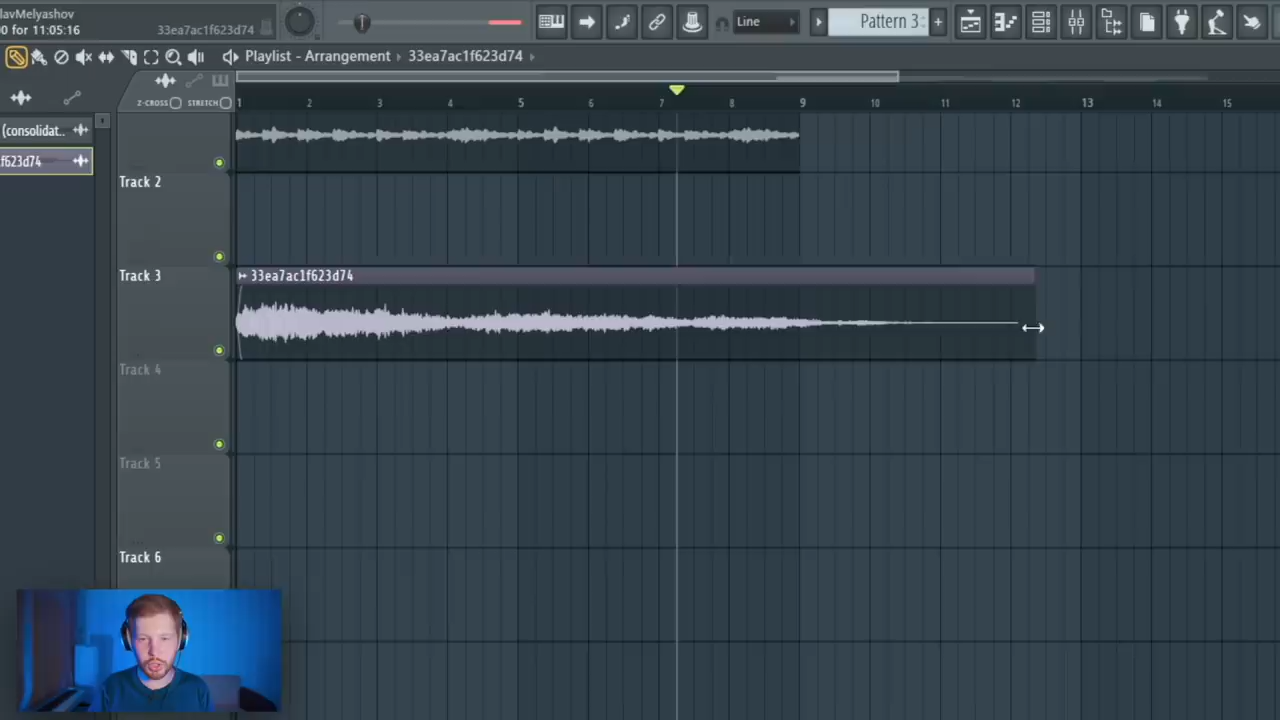 lavMelyashov
00 for 11:05:16
33ea7ac1f623d74
Line
Pattern 3
+
Playlist - Arrangement › 33ea7ac1f623d74 ›
Z-CROSS STRETCH
1 2 3 4 5 6 7 8 9 10 11 12 13 14 15
(consolidat..
f623d74
Track 2
Track 3
33ea7ac1f623d74
Track 4
Track 5
Track 6